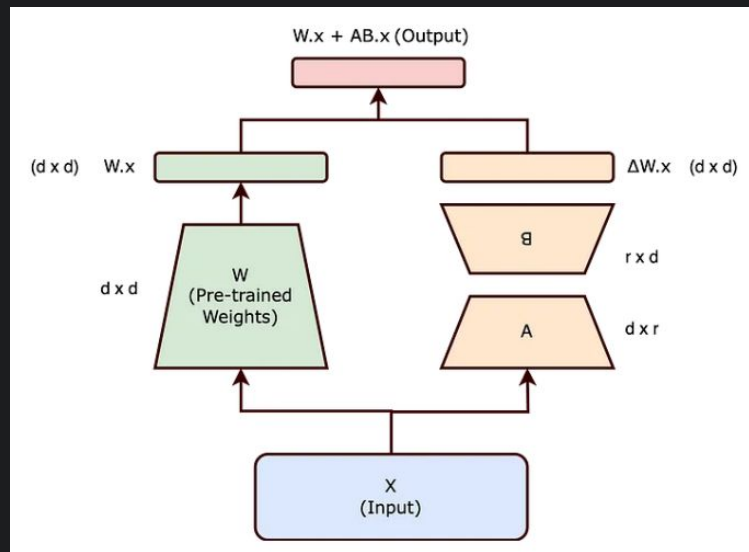 W.x + AB.x (Output)
(d x d) W.x
ΔW.x (d x d)
B
r x d
W
(Pre-trained
Weights)
d x d
A
d x r
X
(Input)